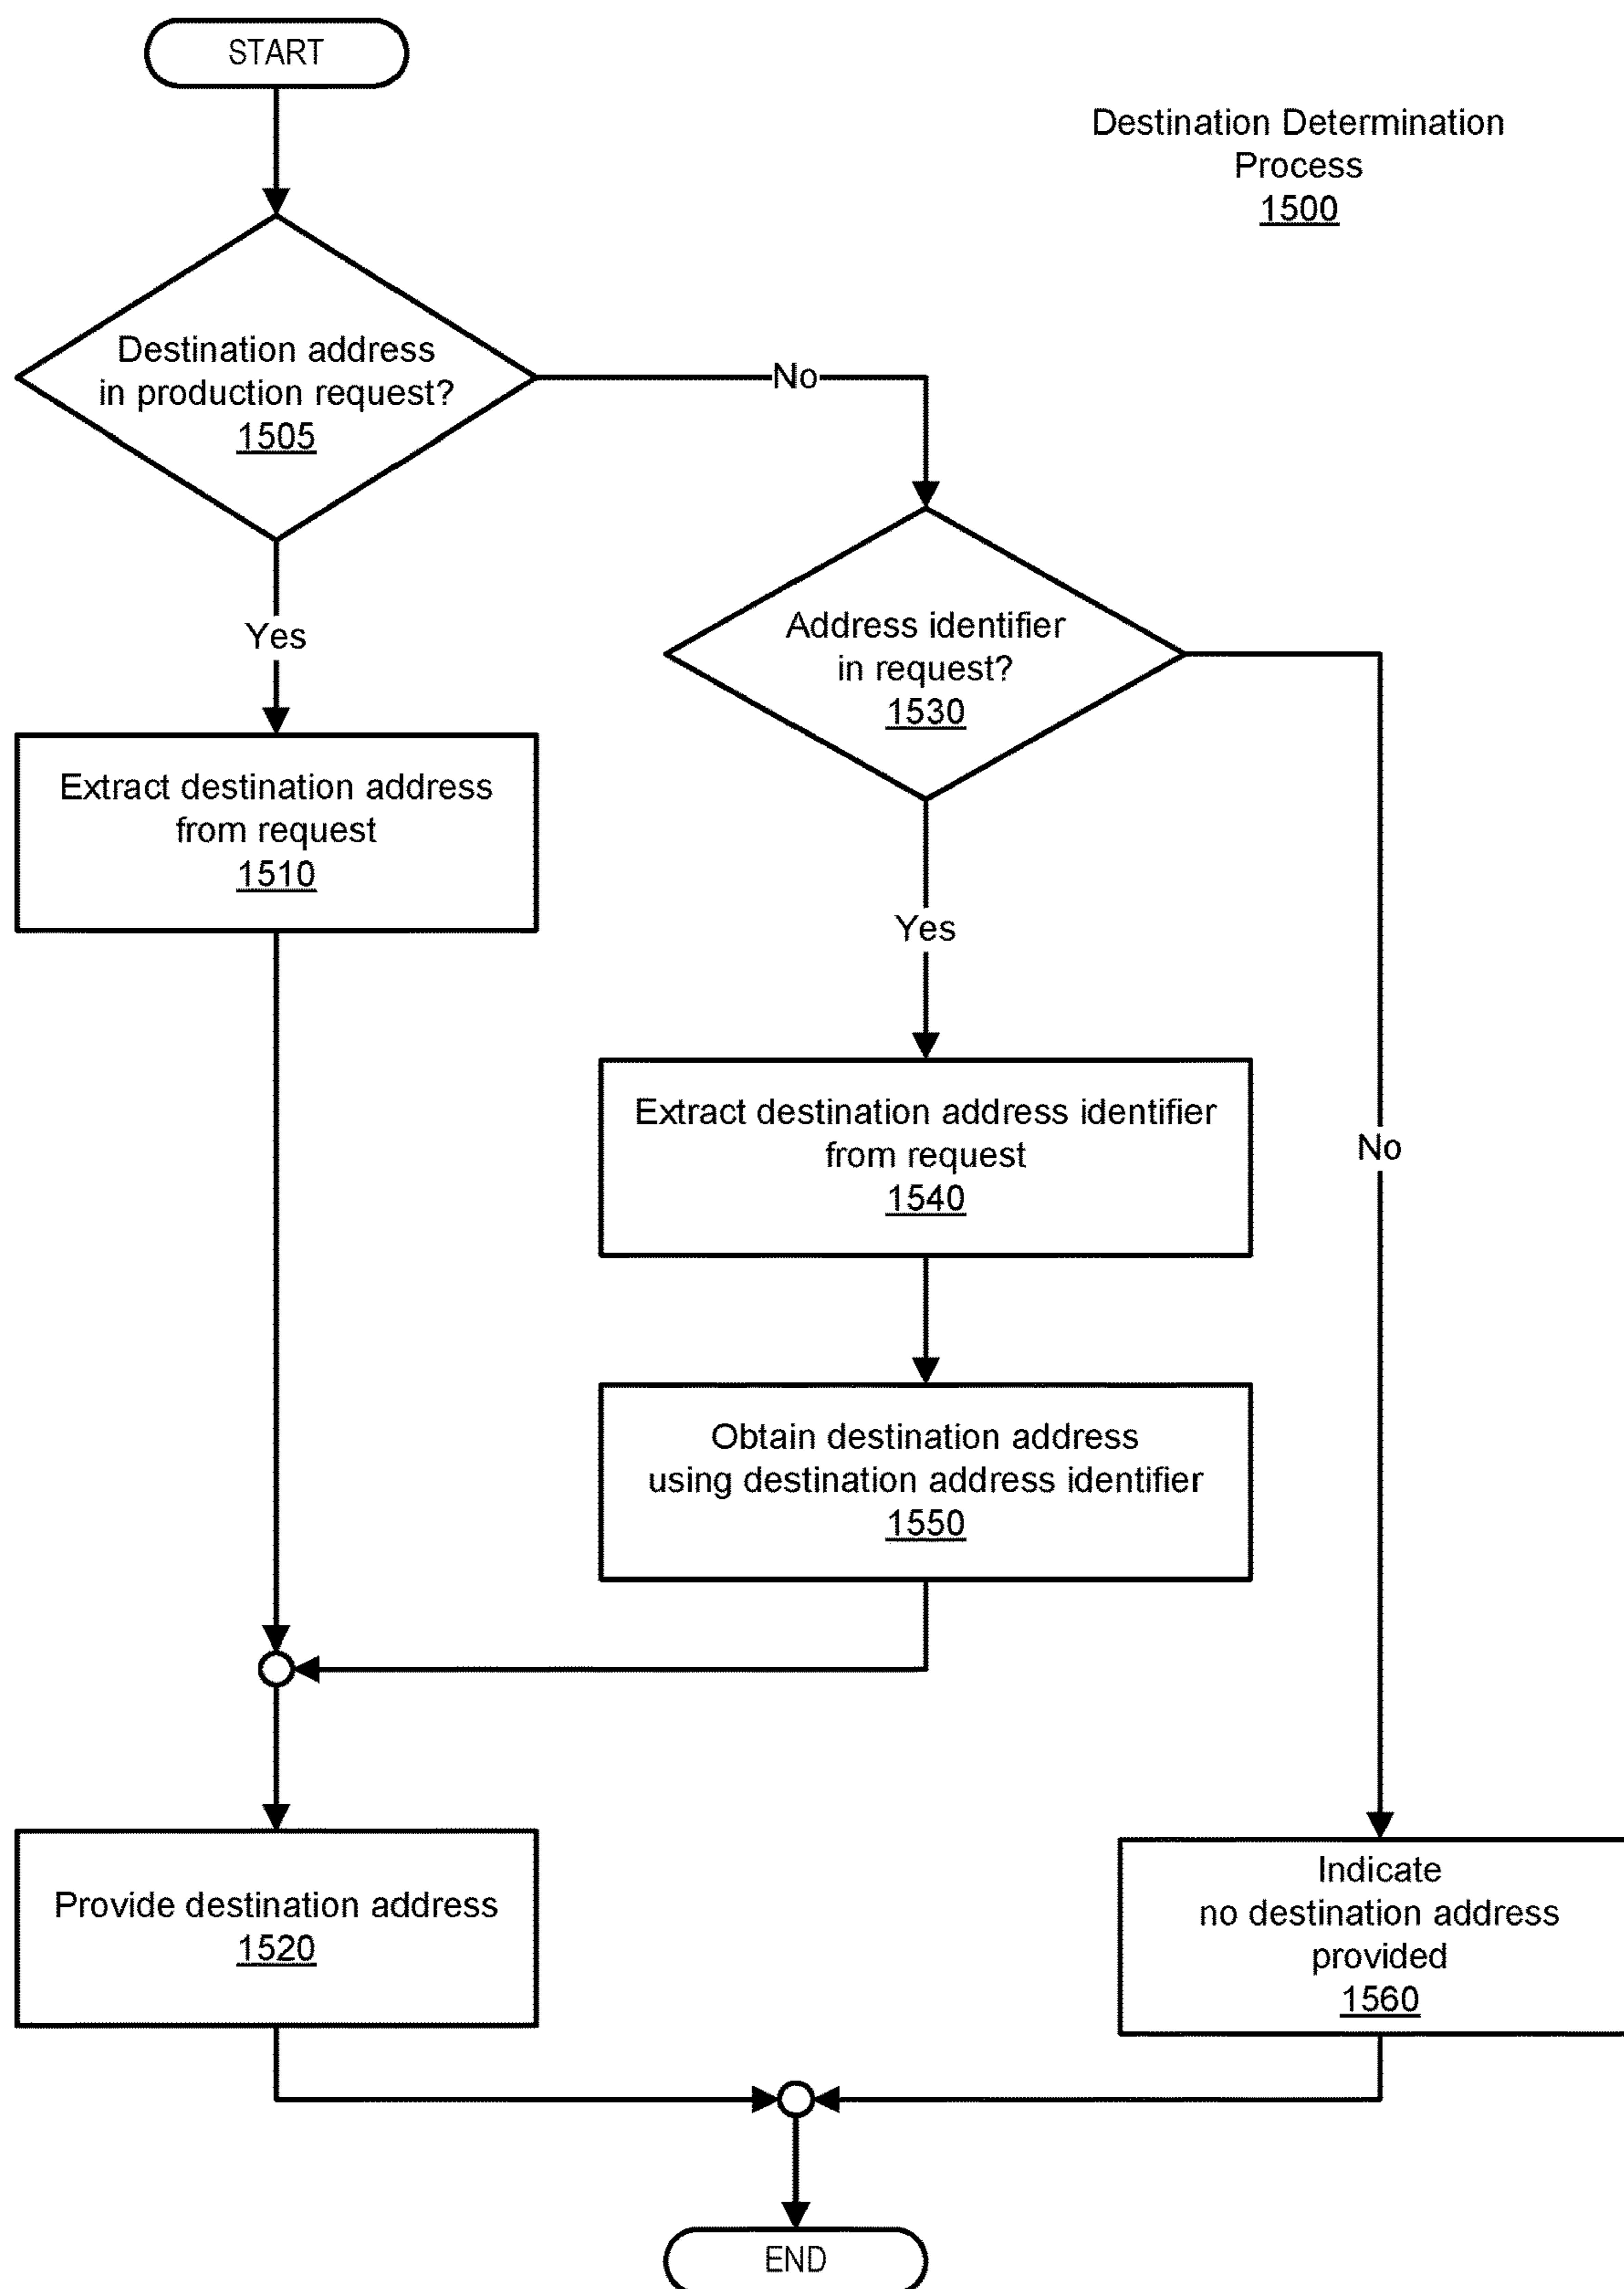 START
Destination Determination
Process
1500
Destination address
in production request?
1505
No
Yes
Address identifier
in request?
1530
Extract destination address
from request
1510
Yes
Extract destination address identifier
from request
1540
No
Obtain destination address
using destination address identifier
1550
Provide destination address
1520
Indicate
no destination address
provided
1560
END